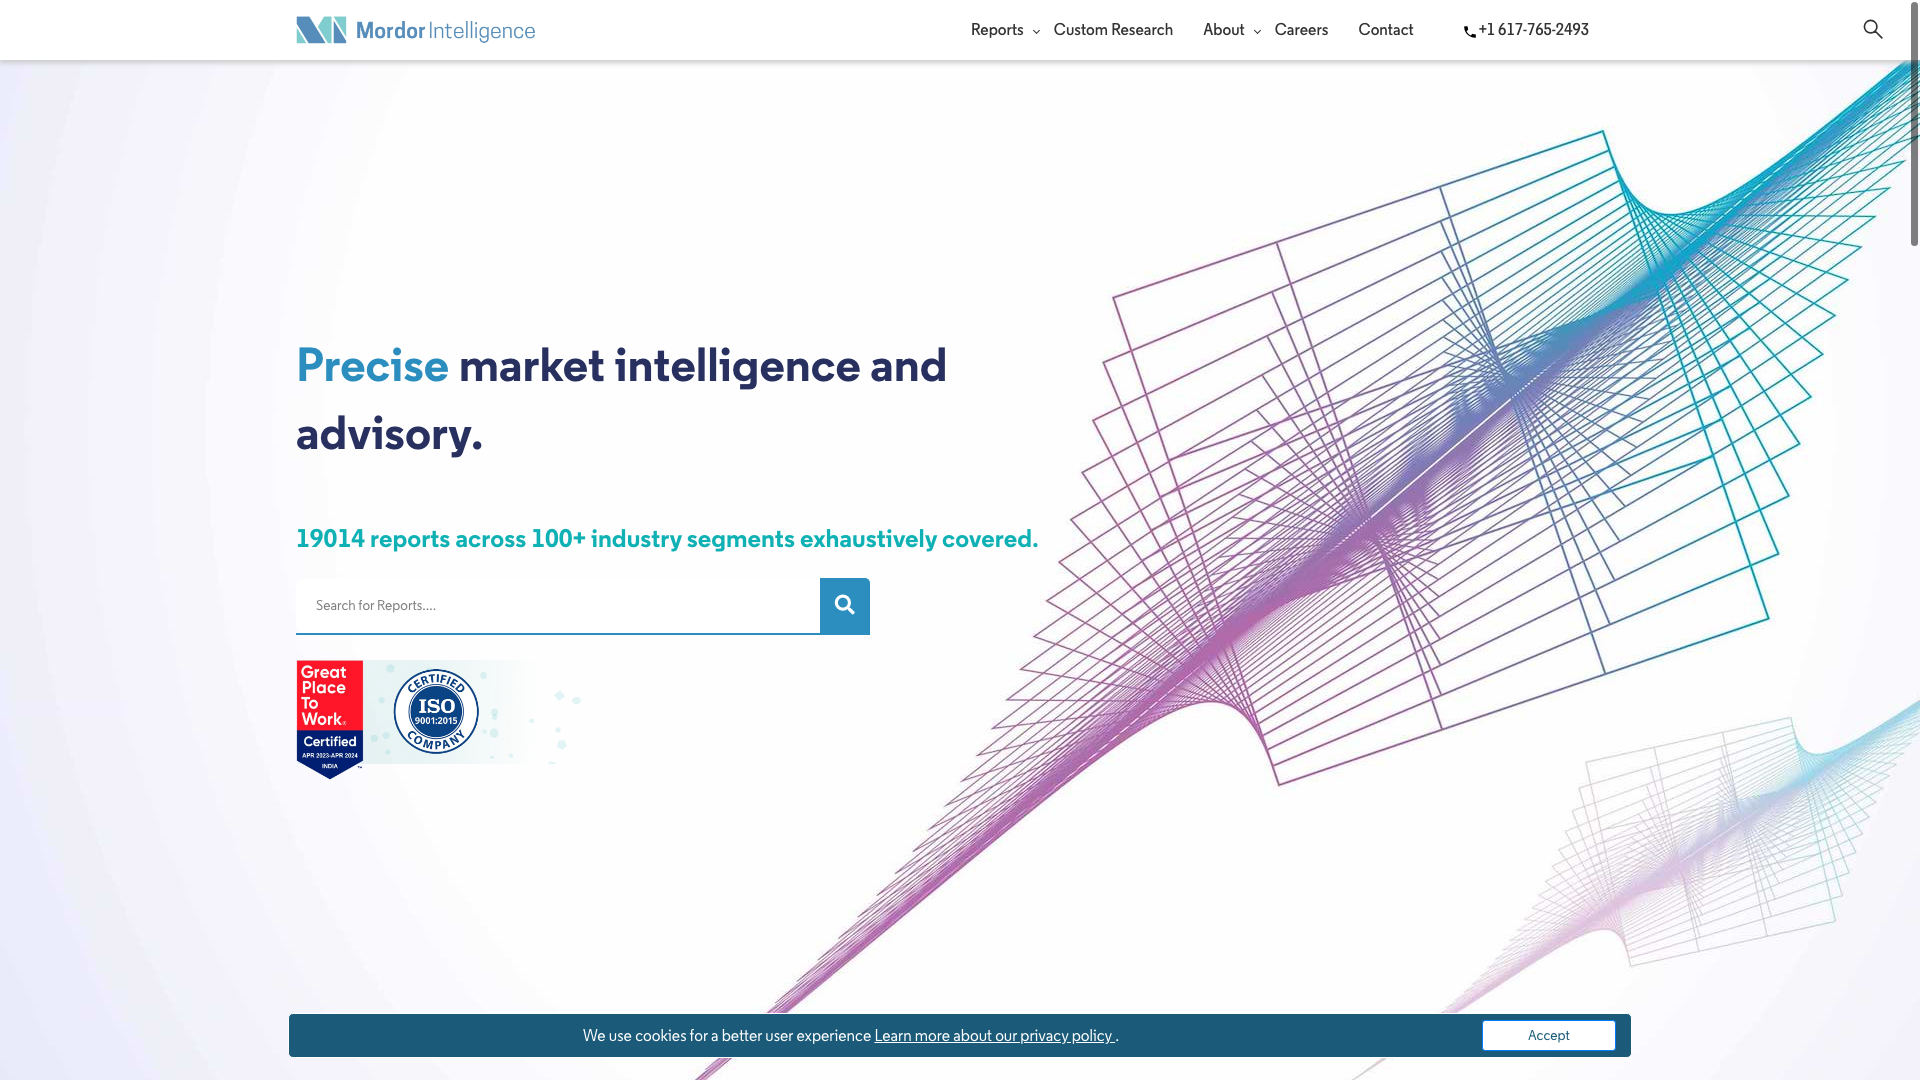 Mordor Intelligence
Reports
Custom Research
About
Careers
Contact
+1 617-765-2493
Precise market intelligence and
advisory.
19014 reports across 100+ industry segments exhaustively covered.
Search for Reports....
Great
Place
To
Work®
Certified
APR 2023-APR 2024
INDIA
™
CERTIFIED
ISO
9001:2015
COMPANY
We use cookies for a better user experience Learn more about our privacy policy .
Accept